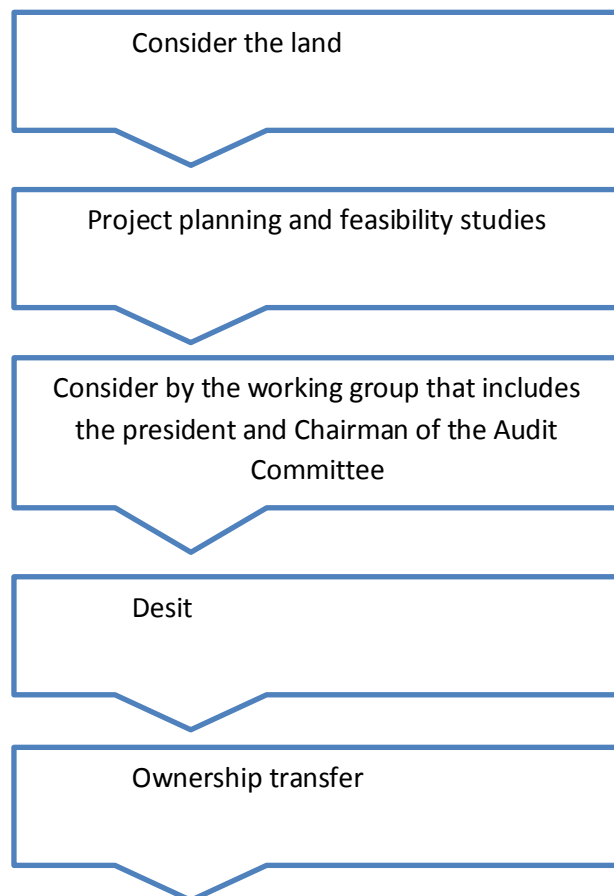 Consider the land
Project planning and feasibility studies
Consider by the working group that includes
the president and Chairman of the Audit
Committee
Desit
Ownership transfer